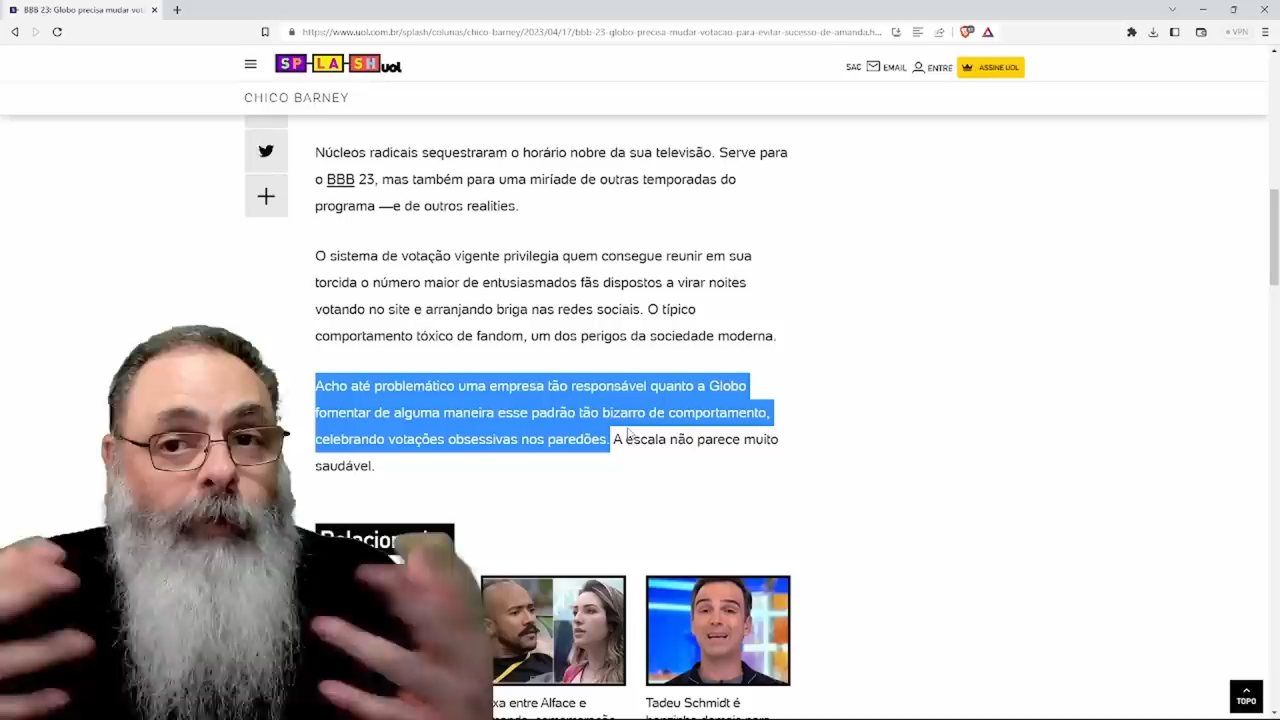 BBB 23: Globo precisa mudar vot
https://www.uol.com.br/splash/colunas/chico-barney/2023/04/17/bbb-23-globo-precisa-mudar-votacao-para-evitar-sucesso-de-amanda.h...
VPN
SPLASH uol
SAC EMAIL ENTRE ASSINE UOL
CHICO BARNEY
Núcleos radicais sequestraram o horário nobre da sua televisão. Serve para
o BBB 23, mas também para uma miríade de outras temporadas do
programa —e de outros realities.
O sistema de votação vigente privilegia quem consegue reunir em sua
torcida o número maior de entusiasmados fãs dispostos a virar noites
votando no site e arranjando briga nas redes sociais. O típico
comportamento tóxico de fandom, um dos perigos da sociedade moderna.
Acho até problemático uma empresa tão responsável quanto a Globo
fomentar de alguma maneira esse padrão tão bizarro de comportamento,
celebrando votações obsessivas nos paredões. A escala não parece muito
saudável.
xa entre Alface e
Tadeu Schmidt é
TOPO